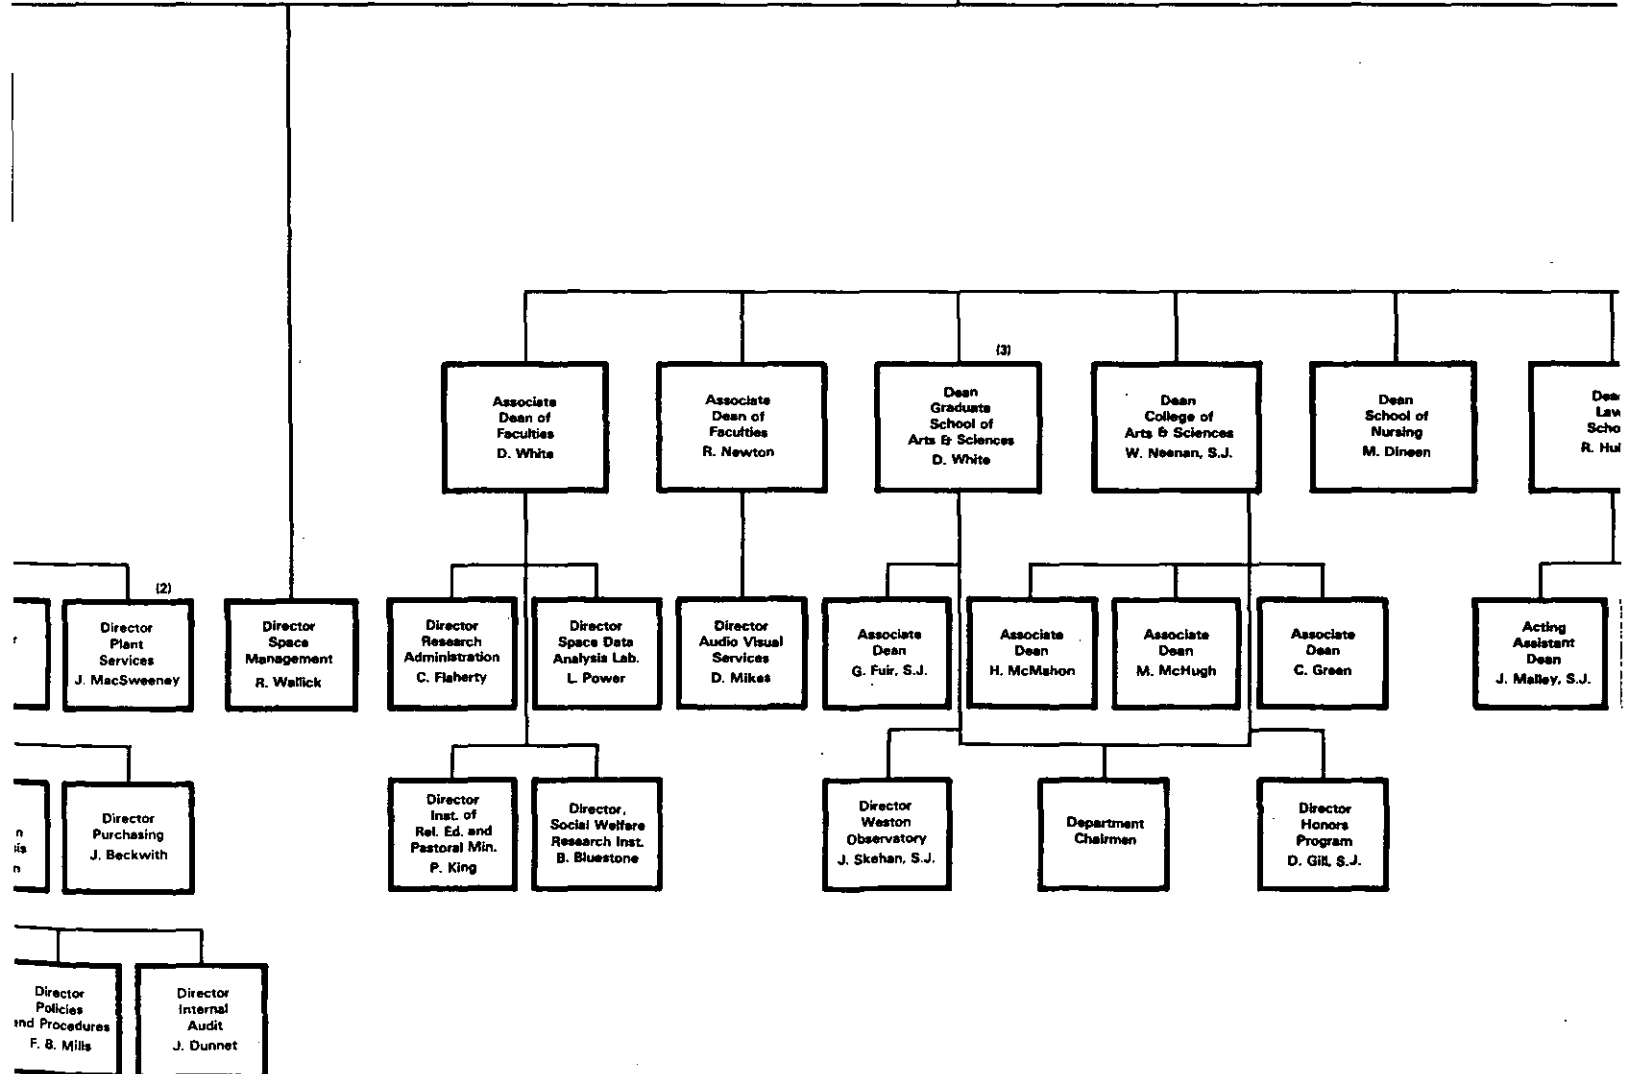 (3)
Associate
Dean of
Faculties
D. White
Associate
Dean of
Faculties
R. Newton
Dean
Graduate
School of
Arts & Sciences
D. White
Dean
College of
Arts & Sciences
W. Neenan, S.J.
Dean
School of
Nursing
M. Dineen
Law
R.
(2)
Director
Plant
Services
J. MacSweeney
Director
Space
Management
R. Wallick
Director
Research
Administration
C. Flaherty
Director
Space Data
Analysis Lab.
L. Power
Director
Audio Visual
Services
D. Mikes
Associate
Dean
G. Fuir, S.J.
Associate
Dean
H. McMahon
Associate
Dean
M. McHugh
Associate
Dean
C. Green
Acting
Assistant
Dean
J. Malley, S.J.
Director
Purchasing
J. Beckwith
Director
Inst. of
Rel. Ed. and
Pastoral Min.
P. King
Director,
Social Welfare
Research Inst.
B. Bluestone
Director
Weston
Observatory
J. Skehan, S.J.
Department
Chairmen
Director
Honors
Program
D. Gill, S.J.
Director
Policies
and Procedures
F. B. Mills
Director
Internal
Audit
J. Dunnet